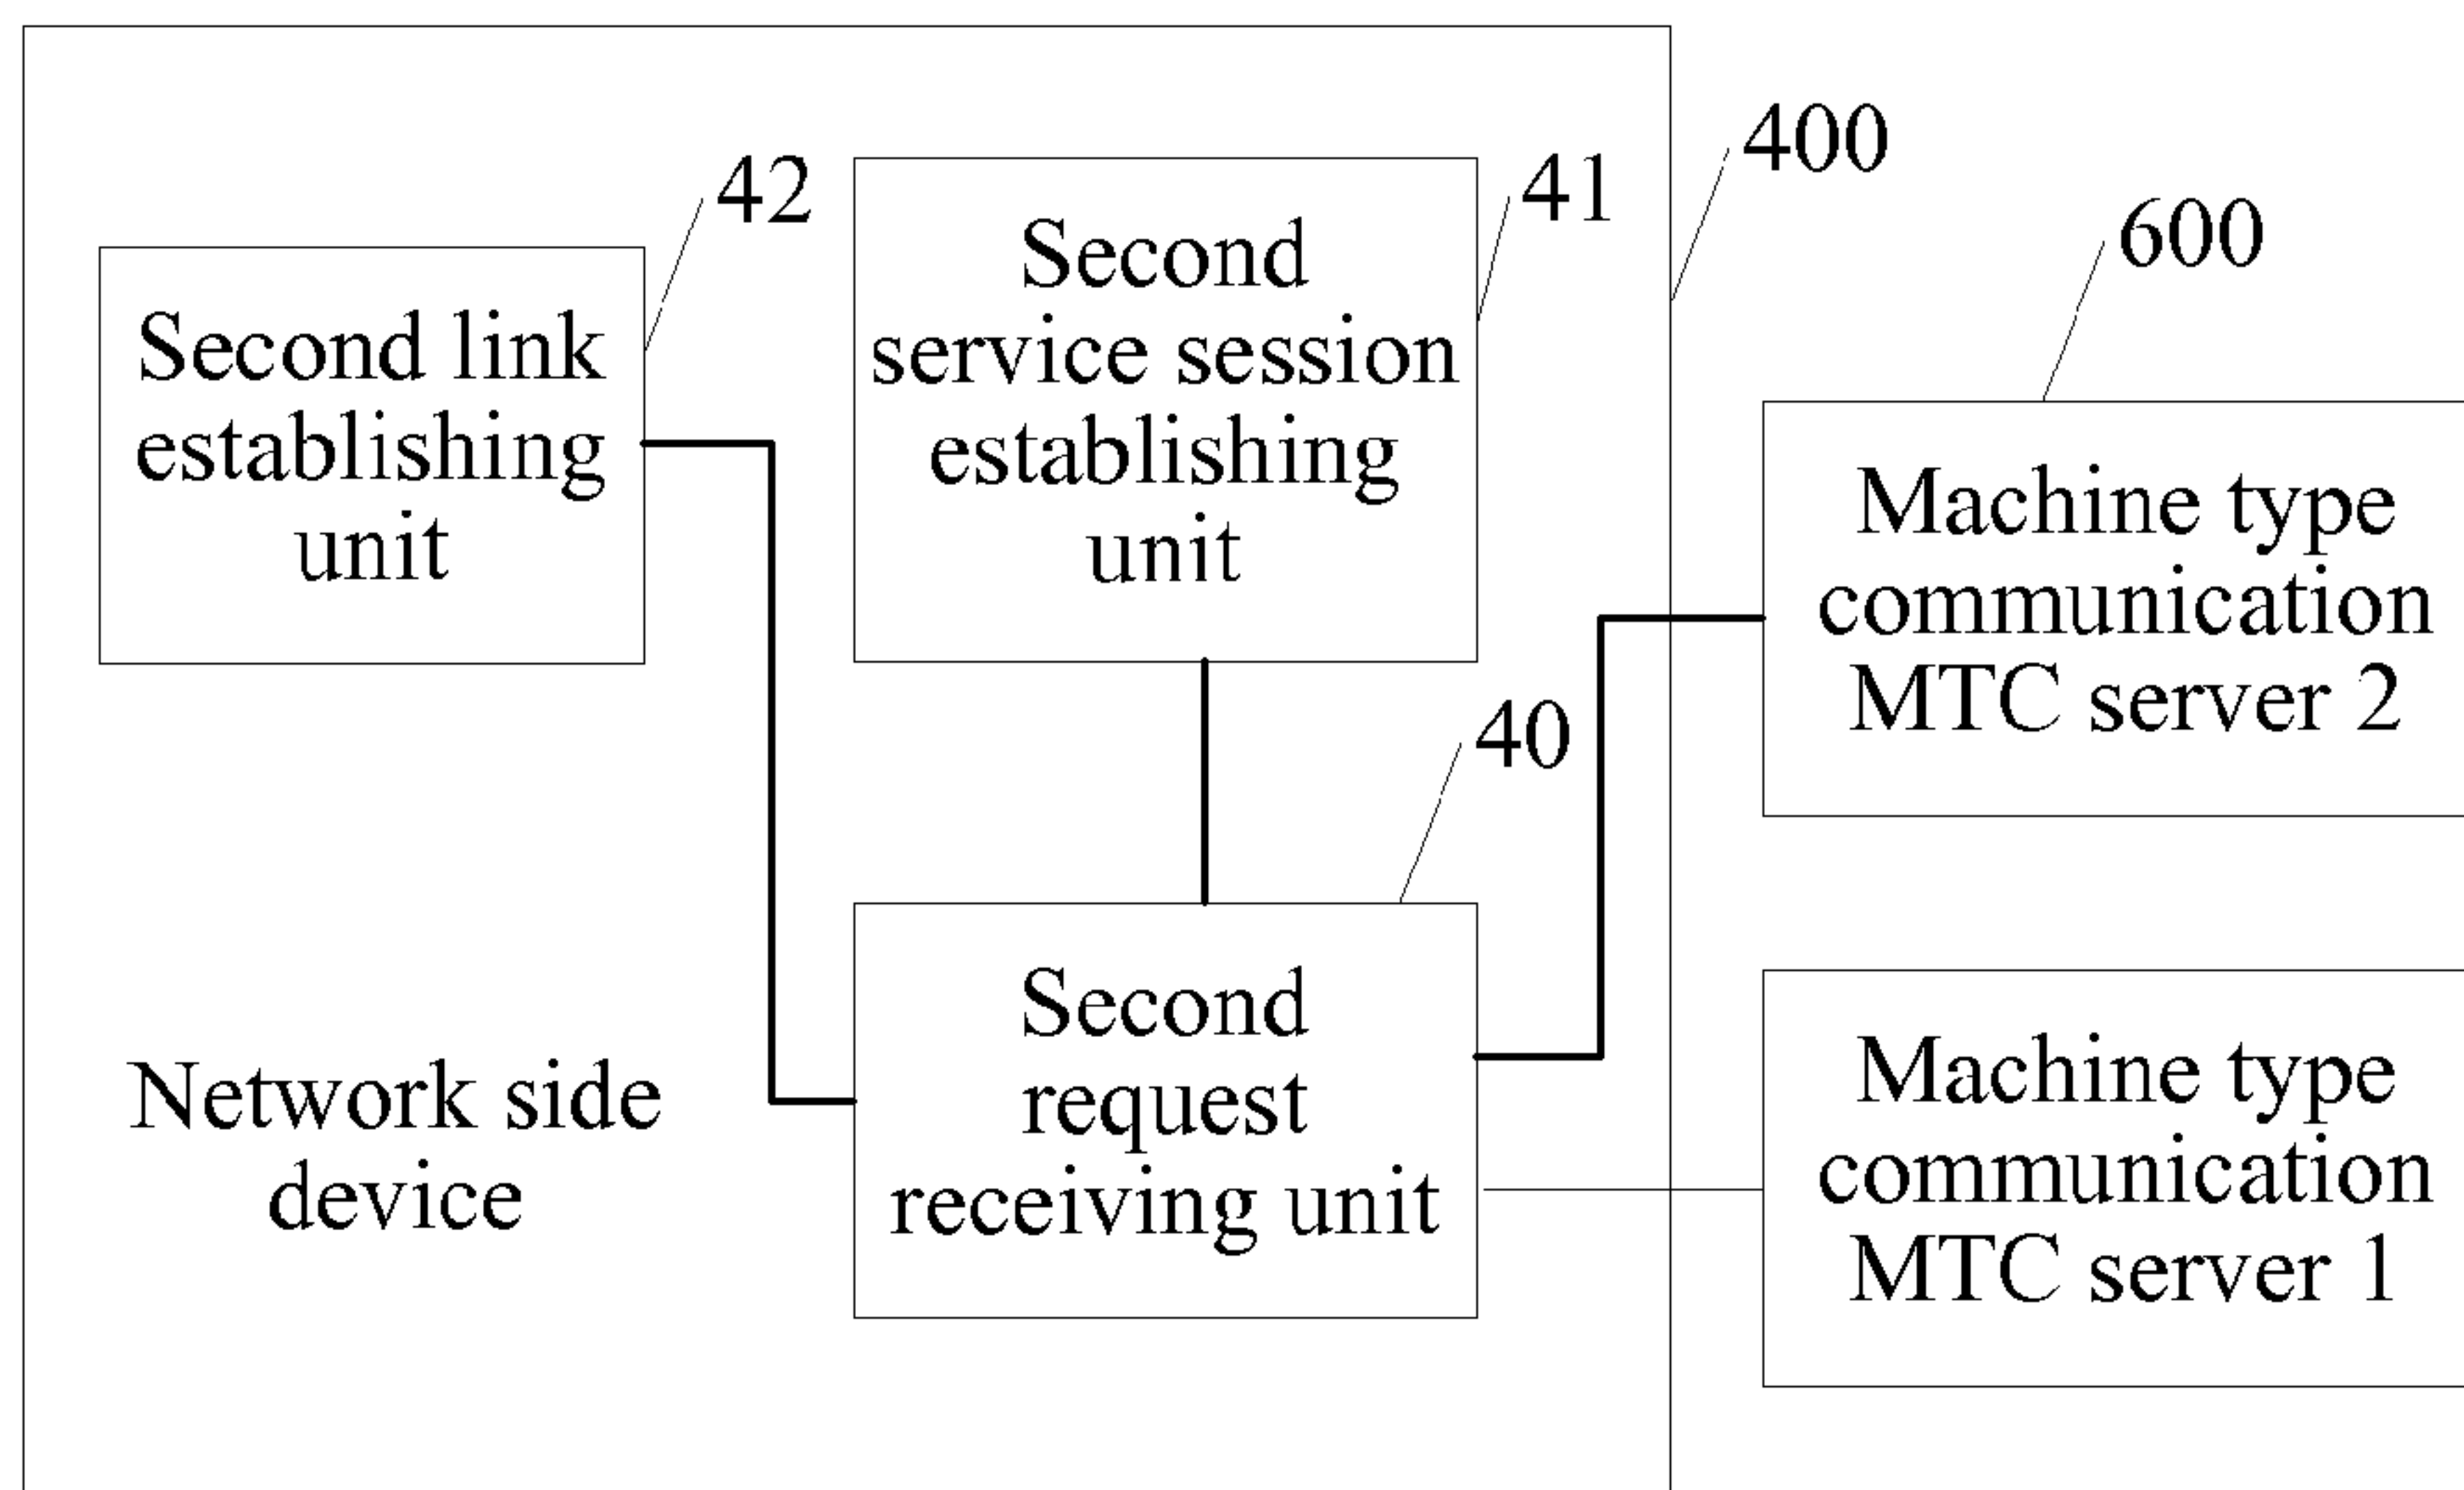 400
42
41
600
Second link
establishing
unit
Second
service session
establishing
unit
Machine type
communication
MTC server 2
40
Second
request
receiving unit
Network side
device
Machine type
communication
MTC server 1